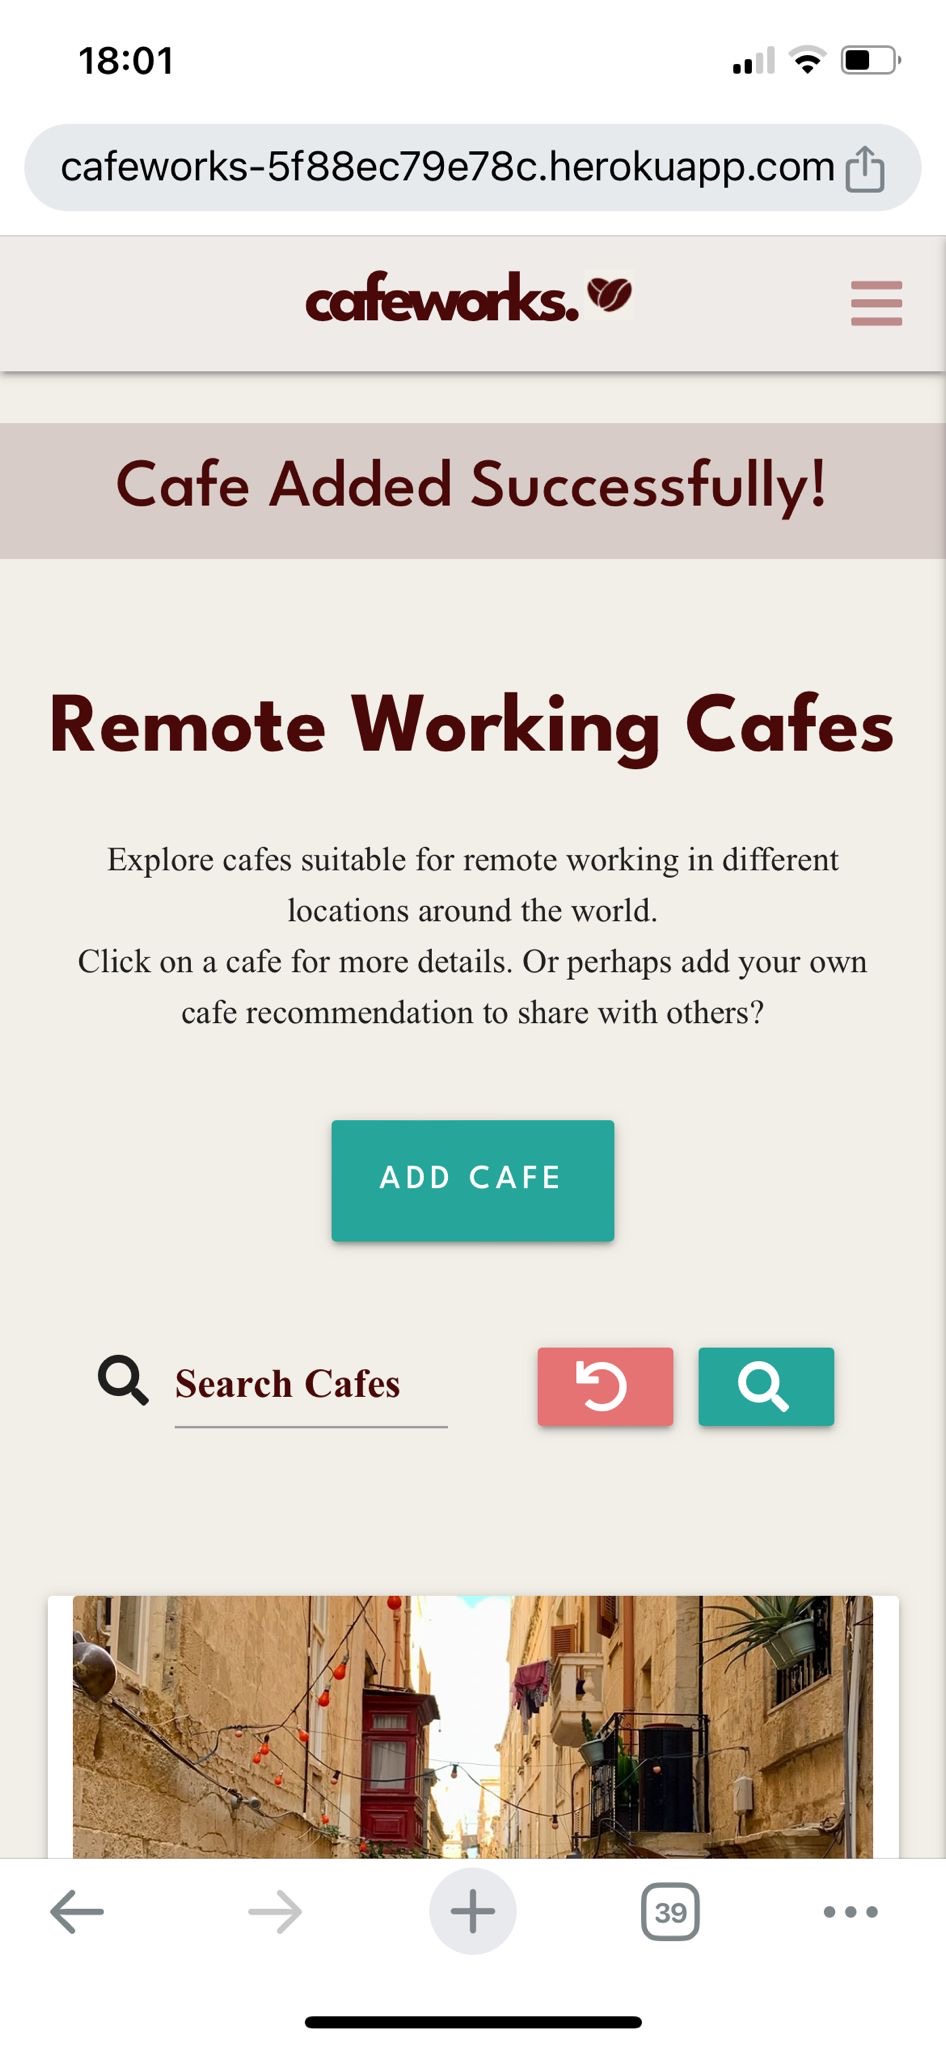 18:01
cafeworks-5f88ec79e78c.herokuapp.com
cafeworks.
Cafe Added Successfully!
Remote Working Cafes
Explore cafes suitable for remote working in different
locations around the world.
Click on a cafe for more details. Or perhaps add your own
cafe recommendation to share with others?
ADD CAFE
Search Cafes
39